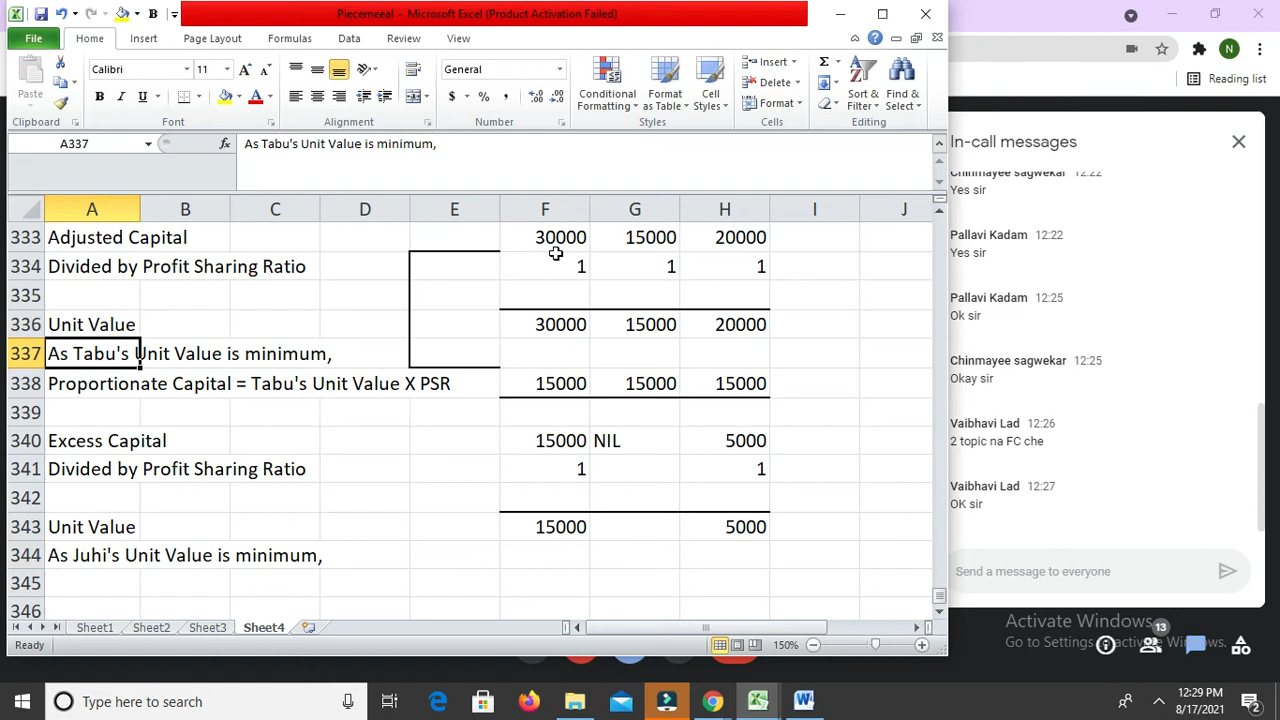 Piecemeeal - Microsoft Excel (Product Activation Failed)
File Home Insert Page Layout Formulas Data Review View
N
Reading list
Paste
Calibri 11
General
Conditional Formatting
Format as Table
Cell Styles
Insert
Delete
Format
Sort & Filter
Find & Select
Clipboard Font Alignment Number Styles Cells Editing
A337 fx As Tabu's Unit Value is minimum,
A B C D E F G H I J
333 Adjusted Capital 30000 15000 20000
334 Divided by Profit Sharing Ratio 1 1 1
335
336 Unit Value 30000 15000 20000
337 As Tabu's Unit Value is minimum,
338 Proportionate Capital = Tabu's Unit Value X PSR 15000 15000 15000
339
340 Excess Capital 15000 NIL 5000
341 Divided by Profit Sharing Ratio 1 1
342
343 Unit Value 15000 5000
344 As Juhi's Unit Value is minimum,
345
346
Sheet1 Sheet2 Sheet3 Sheet4
Ready 150%
In-call messages
Chinmayee sagwekar 12:22
Yes sir
Pallavi Kadam 12:22
Yes sir
Pallavi Kadam 12:25
Ok sir
Chinmayee sagwekar 12:25
Okay sir
Vaibhavi Lad 12:26
2 topic na FC che
Vaibhavi Lad 12:27
OK sir
Send a message to everyone
Activate Windows
Go to Settings to activate Windows.
13
Type here to search
12:29 PM
8/17/2021
2